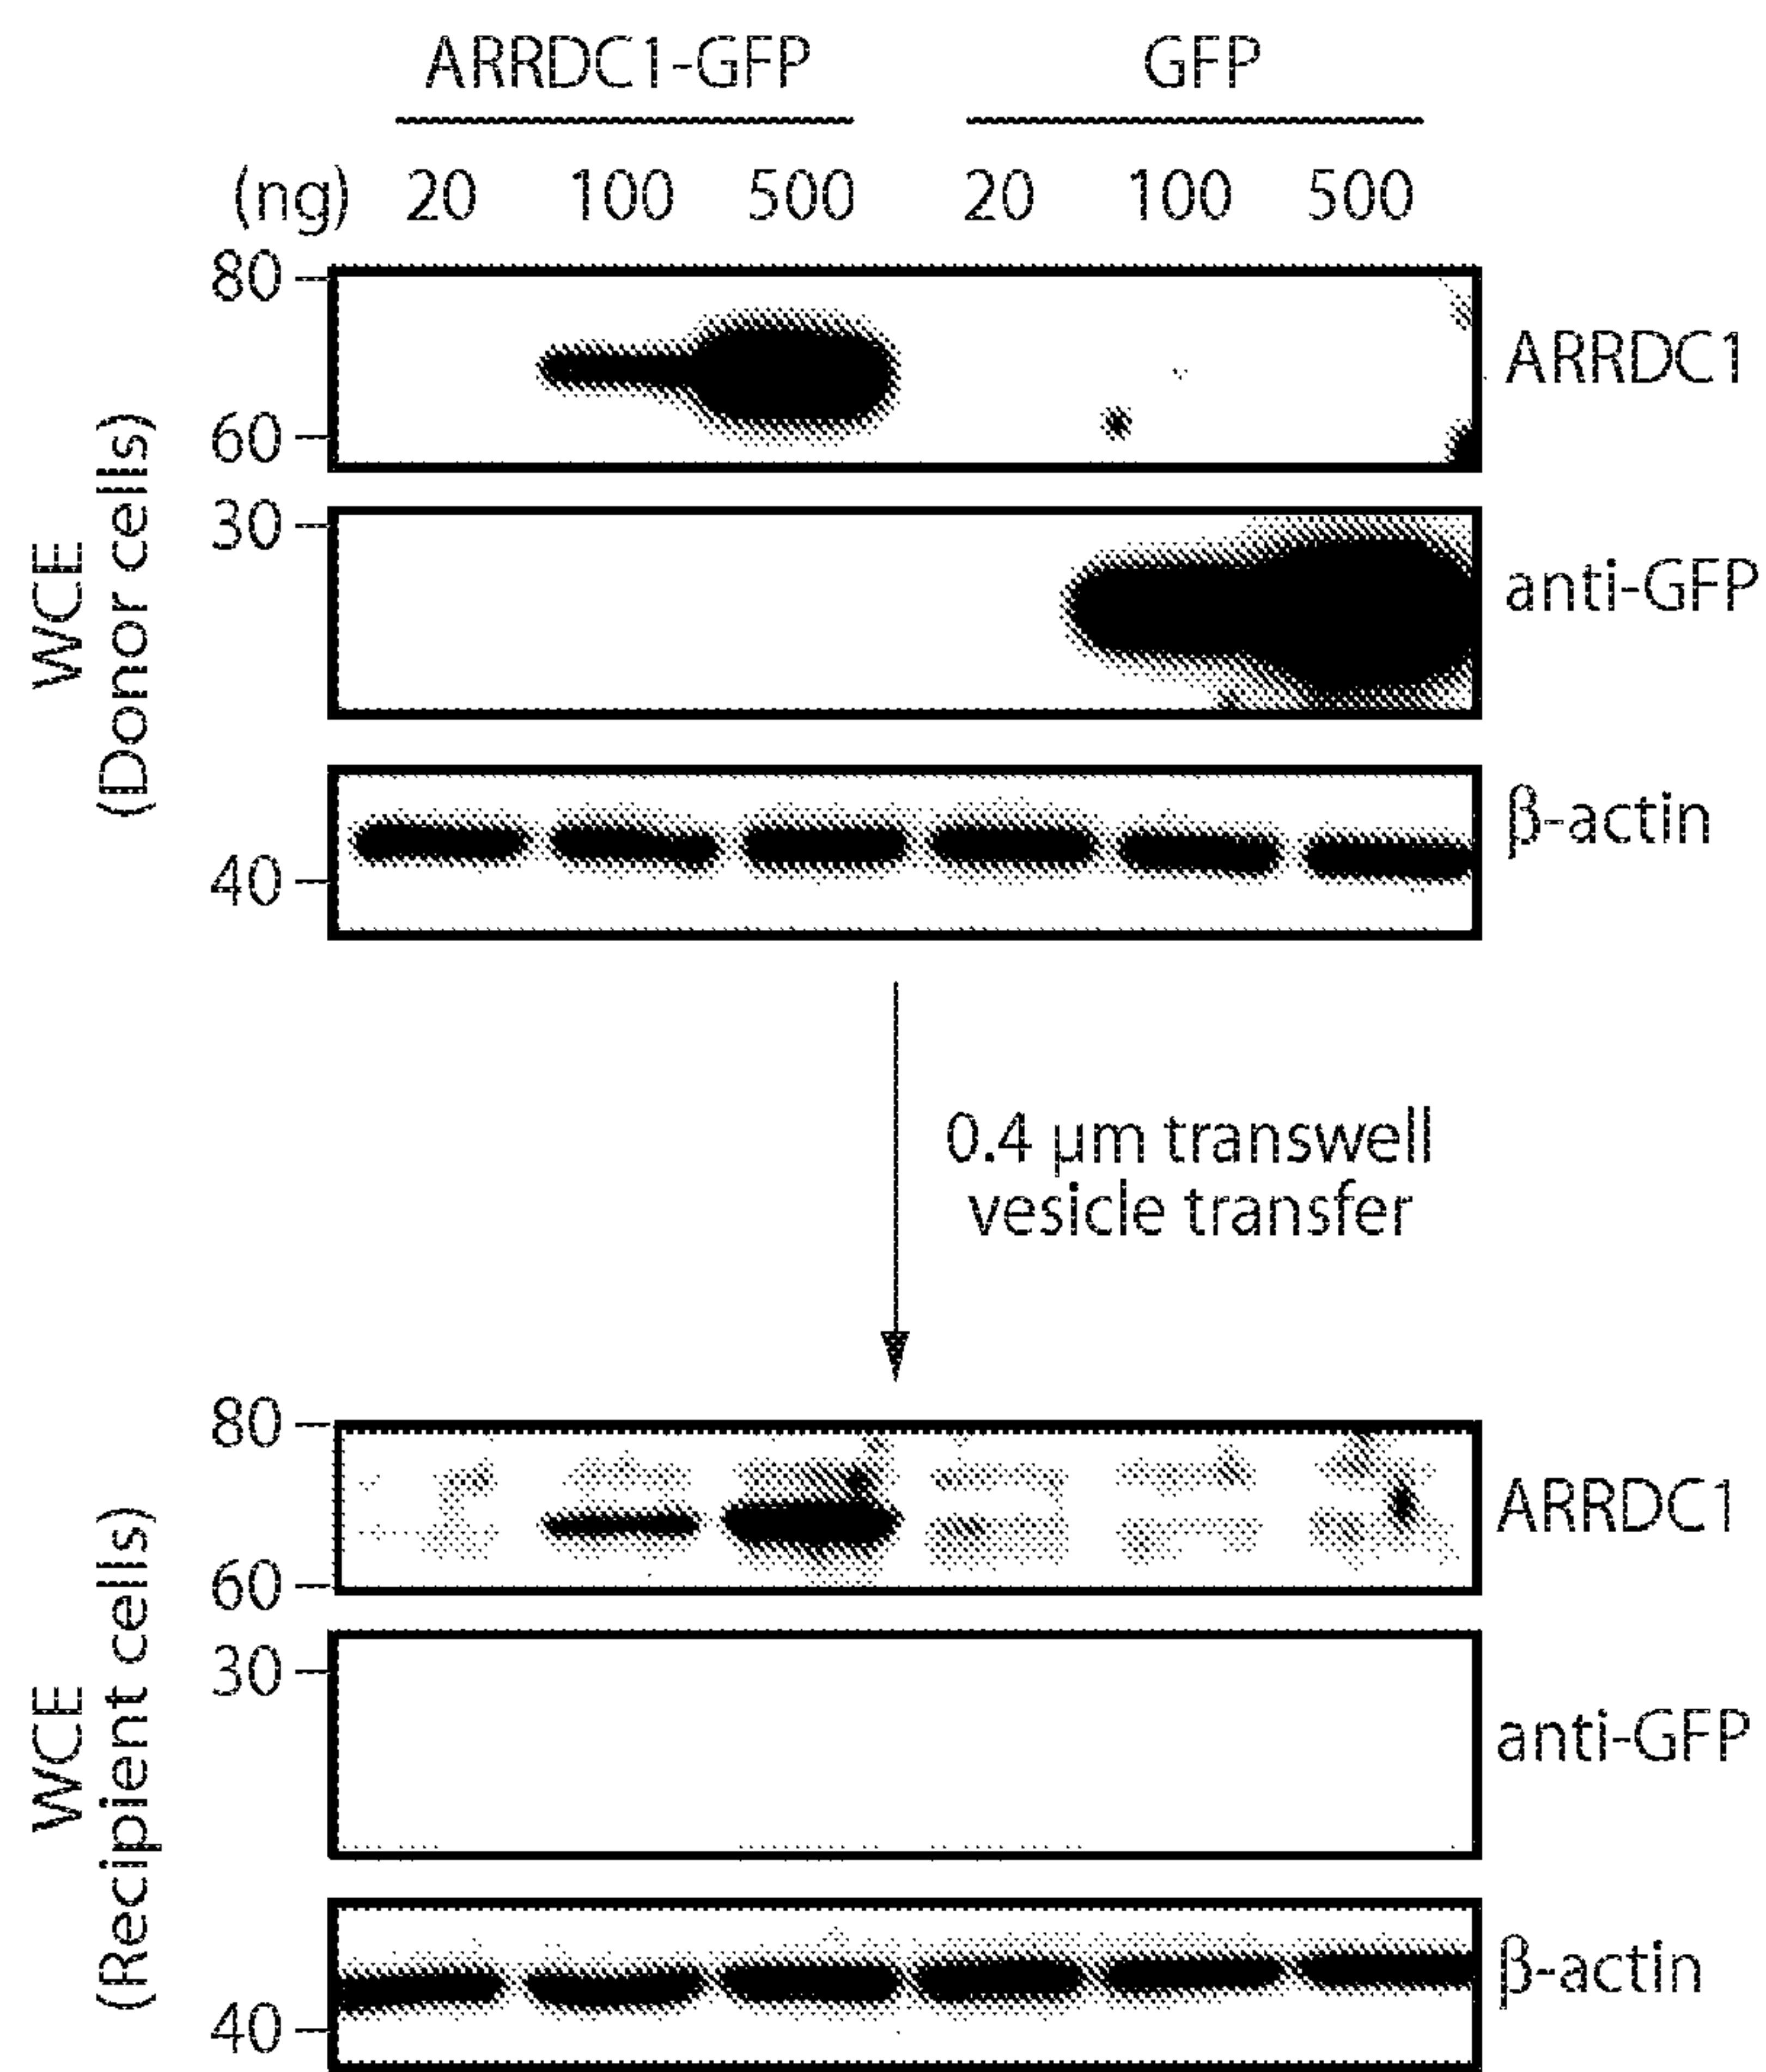 ARRDC1-GFP GFP
(ng) 20 100 500 20 100 500
80
ARRDC1
60
30
anti-GFP
β-actin
40
WCE
(Donor cells)
0.4 μm transwell
vesicle transfer
80
ARRDC1
60
30
anti-GFP
β-actin
40
WCE
(Recipient cells)